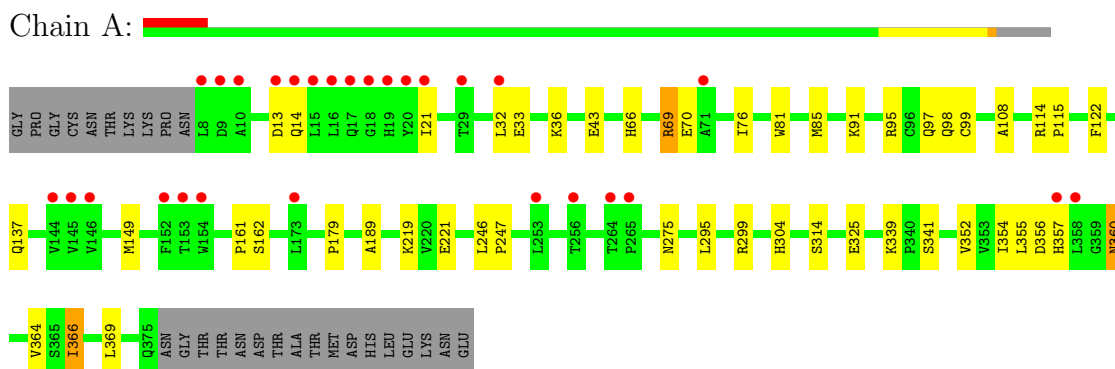 Chain A:
GLY PRO GLY CYS ASN THR LYS LYS PRO ASN L8 D9 A10 D13 Q14 L15 L16 Q17 G18 H19 Y20 I21 T29 L32 E33 K36 E43 H66 R69 E70 A71 I76 W81 M85 K91 R95 C96 Q97 Q98 C99 A108 R114 P115 F122
Q137 V144 V145 V146 M149 F152 T153 W154 P161 S162 L173 P179 A189 K219 V220 E221 L246 P247 L253 T256 T264 P265 N275 L295 R299 H304 S314 E325 K339 P340 S341 V352 V353 I354 L355 D356 H357 L358 G359 N360
V364 S365 I366 L369 Q375 ASN GLY THR THR ASN ASP THR ALA THR MET ASP HIS LEU GLU LYS ASN GLU